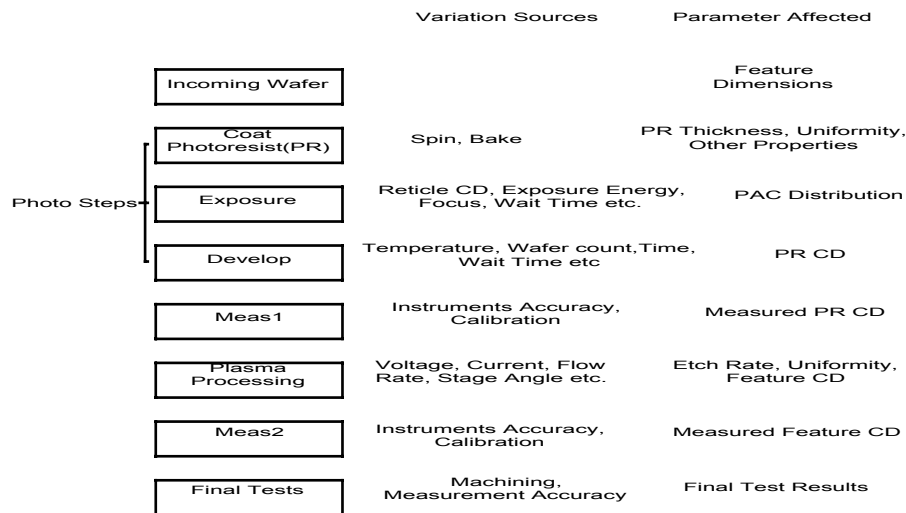 Variation Sources Parameter Affected
Incoming Wafer
Feature
Dimensions
Coat
Photoresist(PR)
Spin, Bake
PR Thickness, Uniformity,
Other Properties
Photo Steps
Exposure
Reticle CD, Exposure Energy,
Focus, Wait Time etc.
PAC Distribution
Develop
Temperature, Wafer count,Time,
Wait Time etc
PR CD
Meas1
Instruments Accuracy,
Calibration
Measured PR CD
Plasma
Processing
Voltage, Current, Flow
Rate, Stage Angle etc.
Etch Rate, Uniformity,
Feature CD
Meas2
Instruments Accuracy,
Calibration
Measured Feature CD
Final Tests
Machining,
Measurement Accuracy
Final Test Results